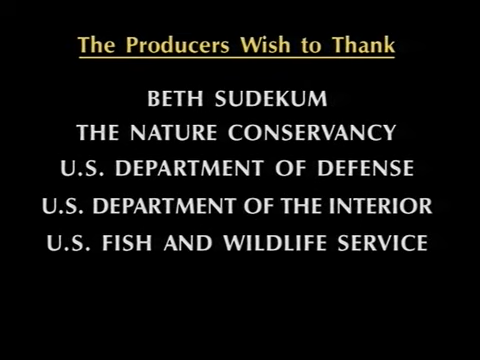 The Producers Wish to Thank
BETH SUDEKUM
THE NATURE CONSERVANCY
U.S. DEPARTMENT OF DEFENSE
U.S. DEPARTMENT OF THE INTERIOR
U.S. FISH AND WILDLIFE SERVICE